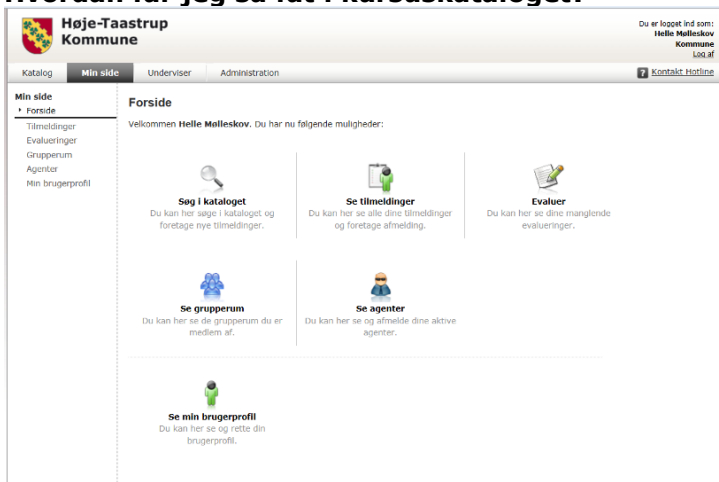 Hvordan får jeg så fat i kursuskataloget?
Høje-Taastrup
Kommune
Du er logget ind som:
Helle Mølleskov
Kommune
Log af
Katalog
Min side
Underviser
Administration
? Kontakt Hotline
Min side
Forside
Tilmeldinger
Evalueringer
Grupperum
Agenter
Min brugerprofil
Forside
Velkommen Helle Mølleskov. Du har nu følgende muligheder:
Søg i kataloget
Du kan her søge i kataloget og
foretage nye tilmeldinger.
Se tilmeldinger
Du kan her se alle dine tilmeldinger
og foretage afmelding.
Evaluer
Du kan her se dine manglende
evalueringer.
Se grupperum
Du kan her se de grupperum du er
medlem af.
Se agenter
Du kan her se og afmelde dine aktive
agenter.
Se min brugerprofil
Du kan her se og rette din
brugerprofil.